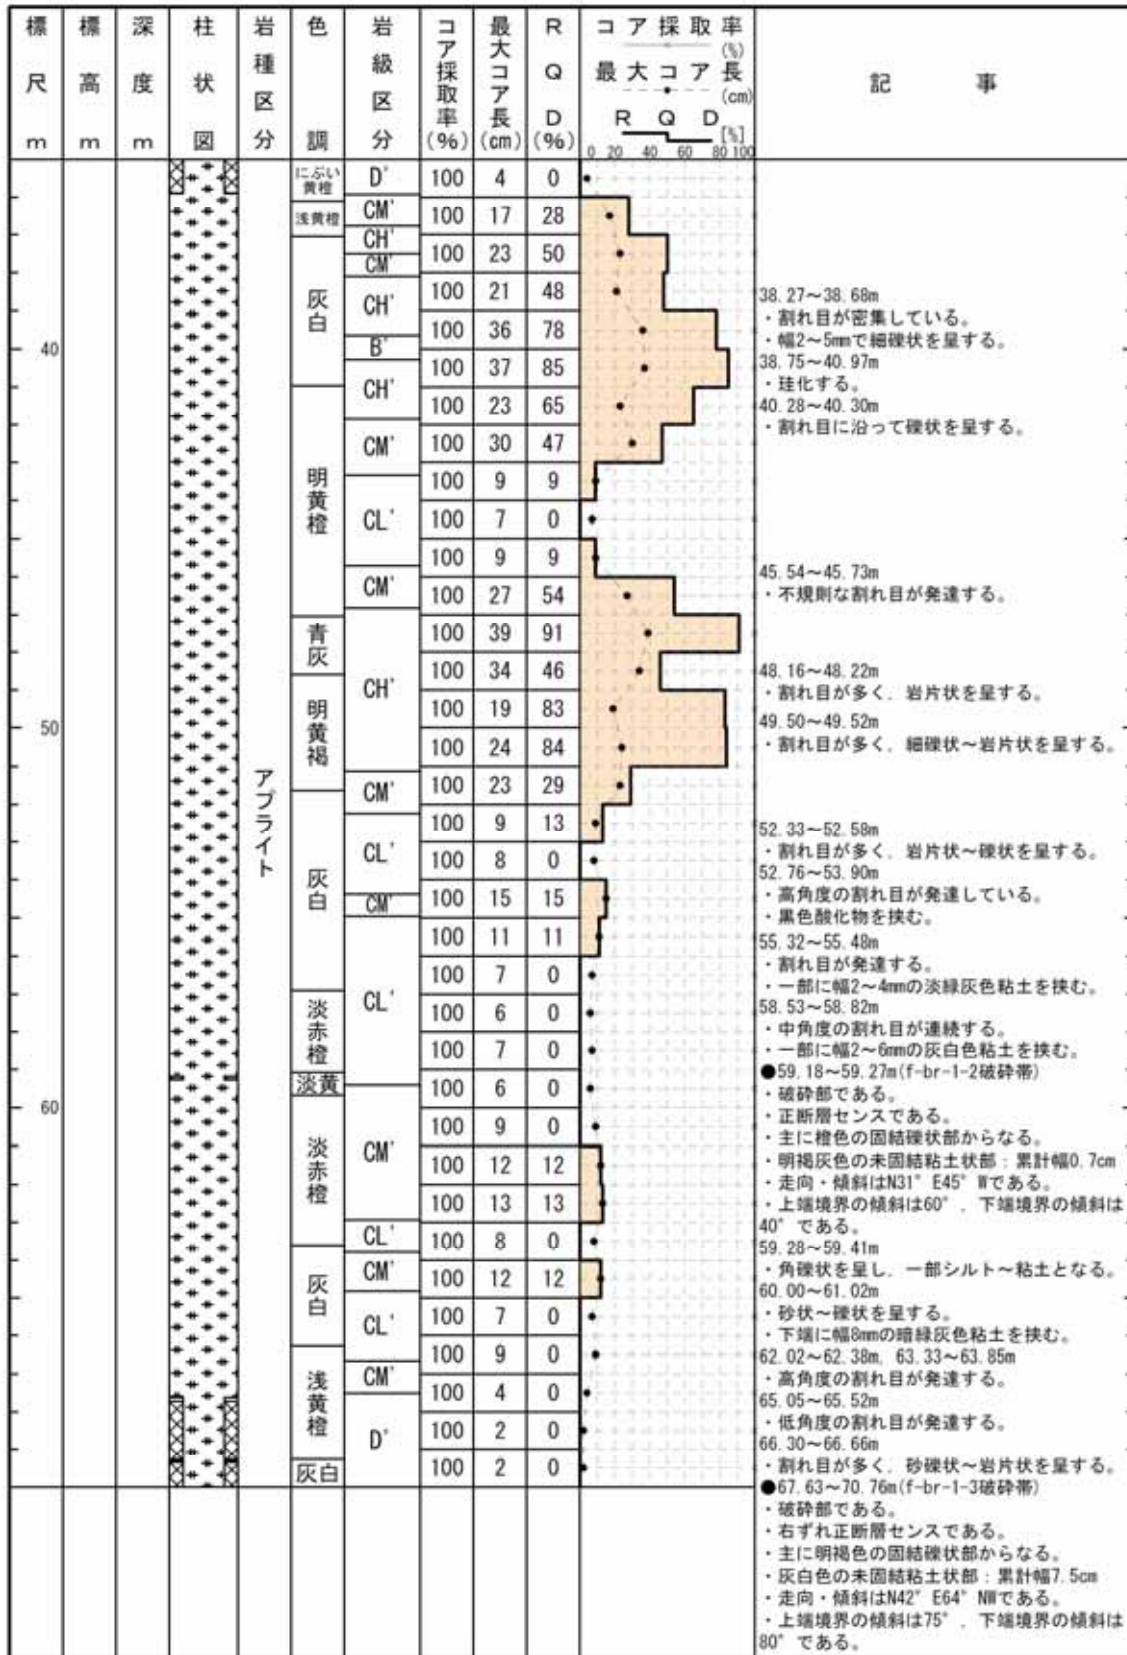 標尺m
標高m
深度m
柱状図
岩種区分
色調
岩級区分
コア採取率(%)
最大コア長(cm)
RQD(%)
コア採取率(%)
最大コア長(cm)
RQD[%]
0 20 40 60 80 100
記事
40
50
60
アプライト
にぶい黄橙
浅黄橙
灰白
明黄橙
青灰
明黄褐
灰白
淡赤橙
淡黄
淡赤橙
灰白
浅黄橙
灰白
D'
CM'
CH'
CM'
CH'
B'
CH'
CM'
CL'
CM'
CH'
CM'
CL'
CM'
CL'
CM'
CL'
CM'
CL'
CM'
D'
100 4 0
100 17 28
100 23 50
100 21 48
100 36 78
100 37 85
100 23 65
100 30 47
100 9 9
100 7 0
100 9 9
100 27 54
100 39 91
100 34 46
100 19 83
100 24 84
100 23 29
100 9 13
100 8 0
100 15 15
100 11 11
100 7 0
100 6 0
100 7 0
100 6 0
100 9 0
100 12 12
100 13 13
100 8 0
100 12 12
100 7 0
100 9 0
100 4 0
100 2 0
100 2 0
38.27～38.68m
・割れ目が密集している。
・幅2～5mmで細礫状を呈する。
38.75～40.97m
・珪化する。
40.28～40.30m
・割れ目に沿って礫状を呈する。
45.54～45.73m
・不規則な割れ目が発達する。
48.16～48.22m
・割れ目が多く、岩片状を呈する。
49.50～49.52m
・割れ目が多く、細礫状～岩片状を呈する。
52.33～52.58m
・割れ目が多く、岩片状～礫状を呈する。
52.76～53.90m
・高角度の割れ目が発達している。
・黒色酸化物を挟む。
55.32～55.48m
・割れ目が発達する。
・一部に幅2～4mmの淡緑灰色粘土を挟む。
58.53～58.82m
・中角度の割れ目が連続する。
・一部に幅2～6mmの灰白色粘土を挟む。
●59.18～59.27m(f-br-1-2破砕帯)
・破砕部である。
・正断層センスである。
・主に橙色の固結礫状部からなる。
・明褐灰色の未固結粘土状部：累計幅0.7cm
・走向・傾斜はN31° E45° Wである。
・上端境界の傾斜は60°、下端境界の傾斜は
40° である。
59.28～59.41m
・角礫状を呈し、一部シルト～粘土となる。
60.00～61.02m
・砂状～礫状を呈する。
・下端に幅8mmの暗緑灰色粘土を挟む。
62.02～62.38m, 63.33～63.85m
・高角度の割れ目が発達する。
65.05～65.52m
・低角度の割れ目が発達する。
66.30～66.66m
・割れ目が多く、砂礫状～岩片状を呈する。
●67.63～70.76m(f-br-1-3破砕帯)
・破砕部である。
・右ずれ正断層センスである。
・主に明褐色の固結礫状部からなる。
・灰白色の未固結粘土状部：累計幅7.5cm
・走向・傾斜はN42° E64° NWである。
・上端境界の傾斜は75°、下端境界の傾斜は
80° である。